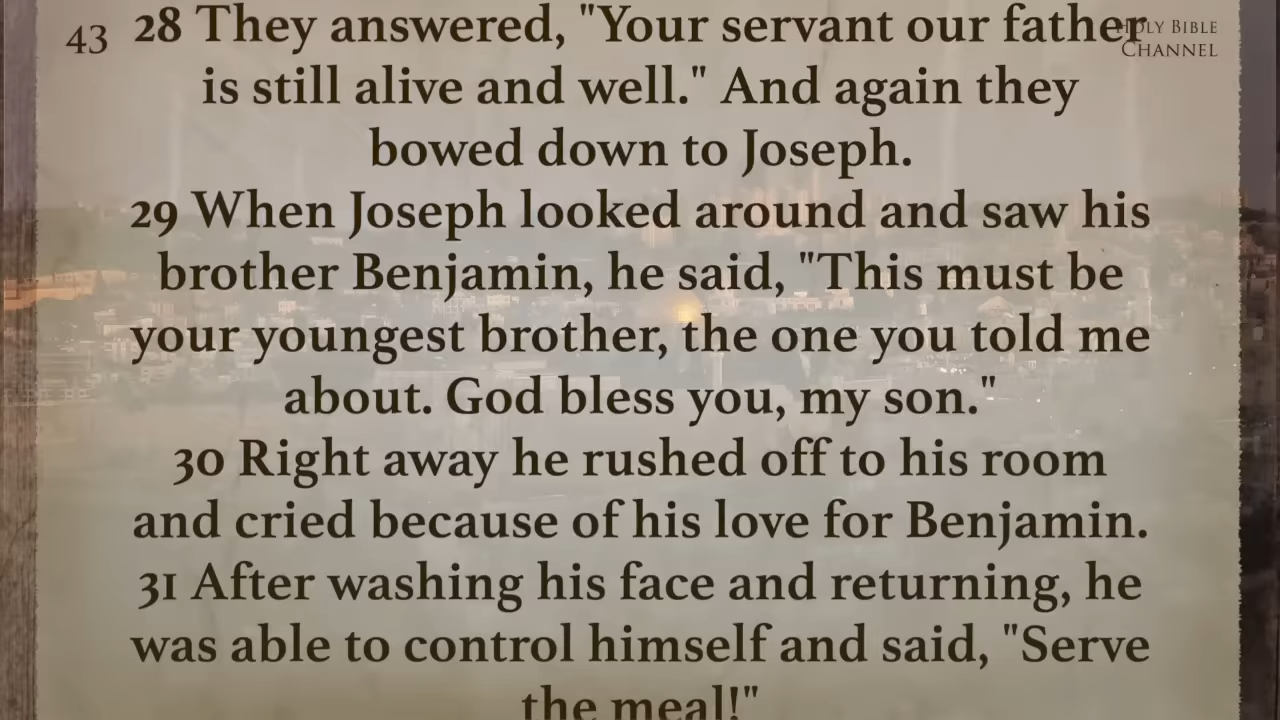 43
HOLY BIBLE
CHANNEL
28 They answered, "Your servant our father
is still alive and well." And again they
bowed down to Joseph.
29 When Joseph looked around and saw his
brother Benjamin, he said, "This must be
your youngest brother, the one you told me
about. God bless you, my son."
30 Right away he rushed off to his room
and cried because of his love for Benjamin.
31 After washing his face and returning, he
was able to control himself and said, "Serve
the meal!"